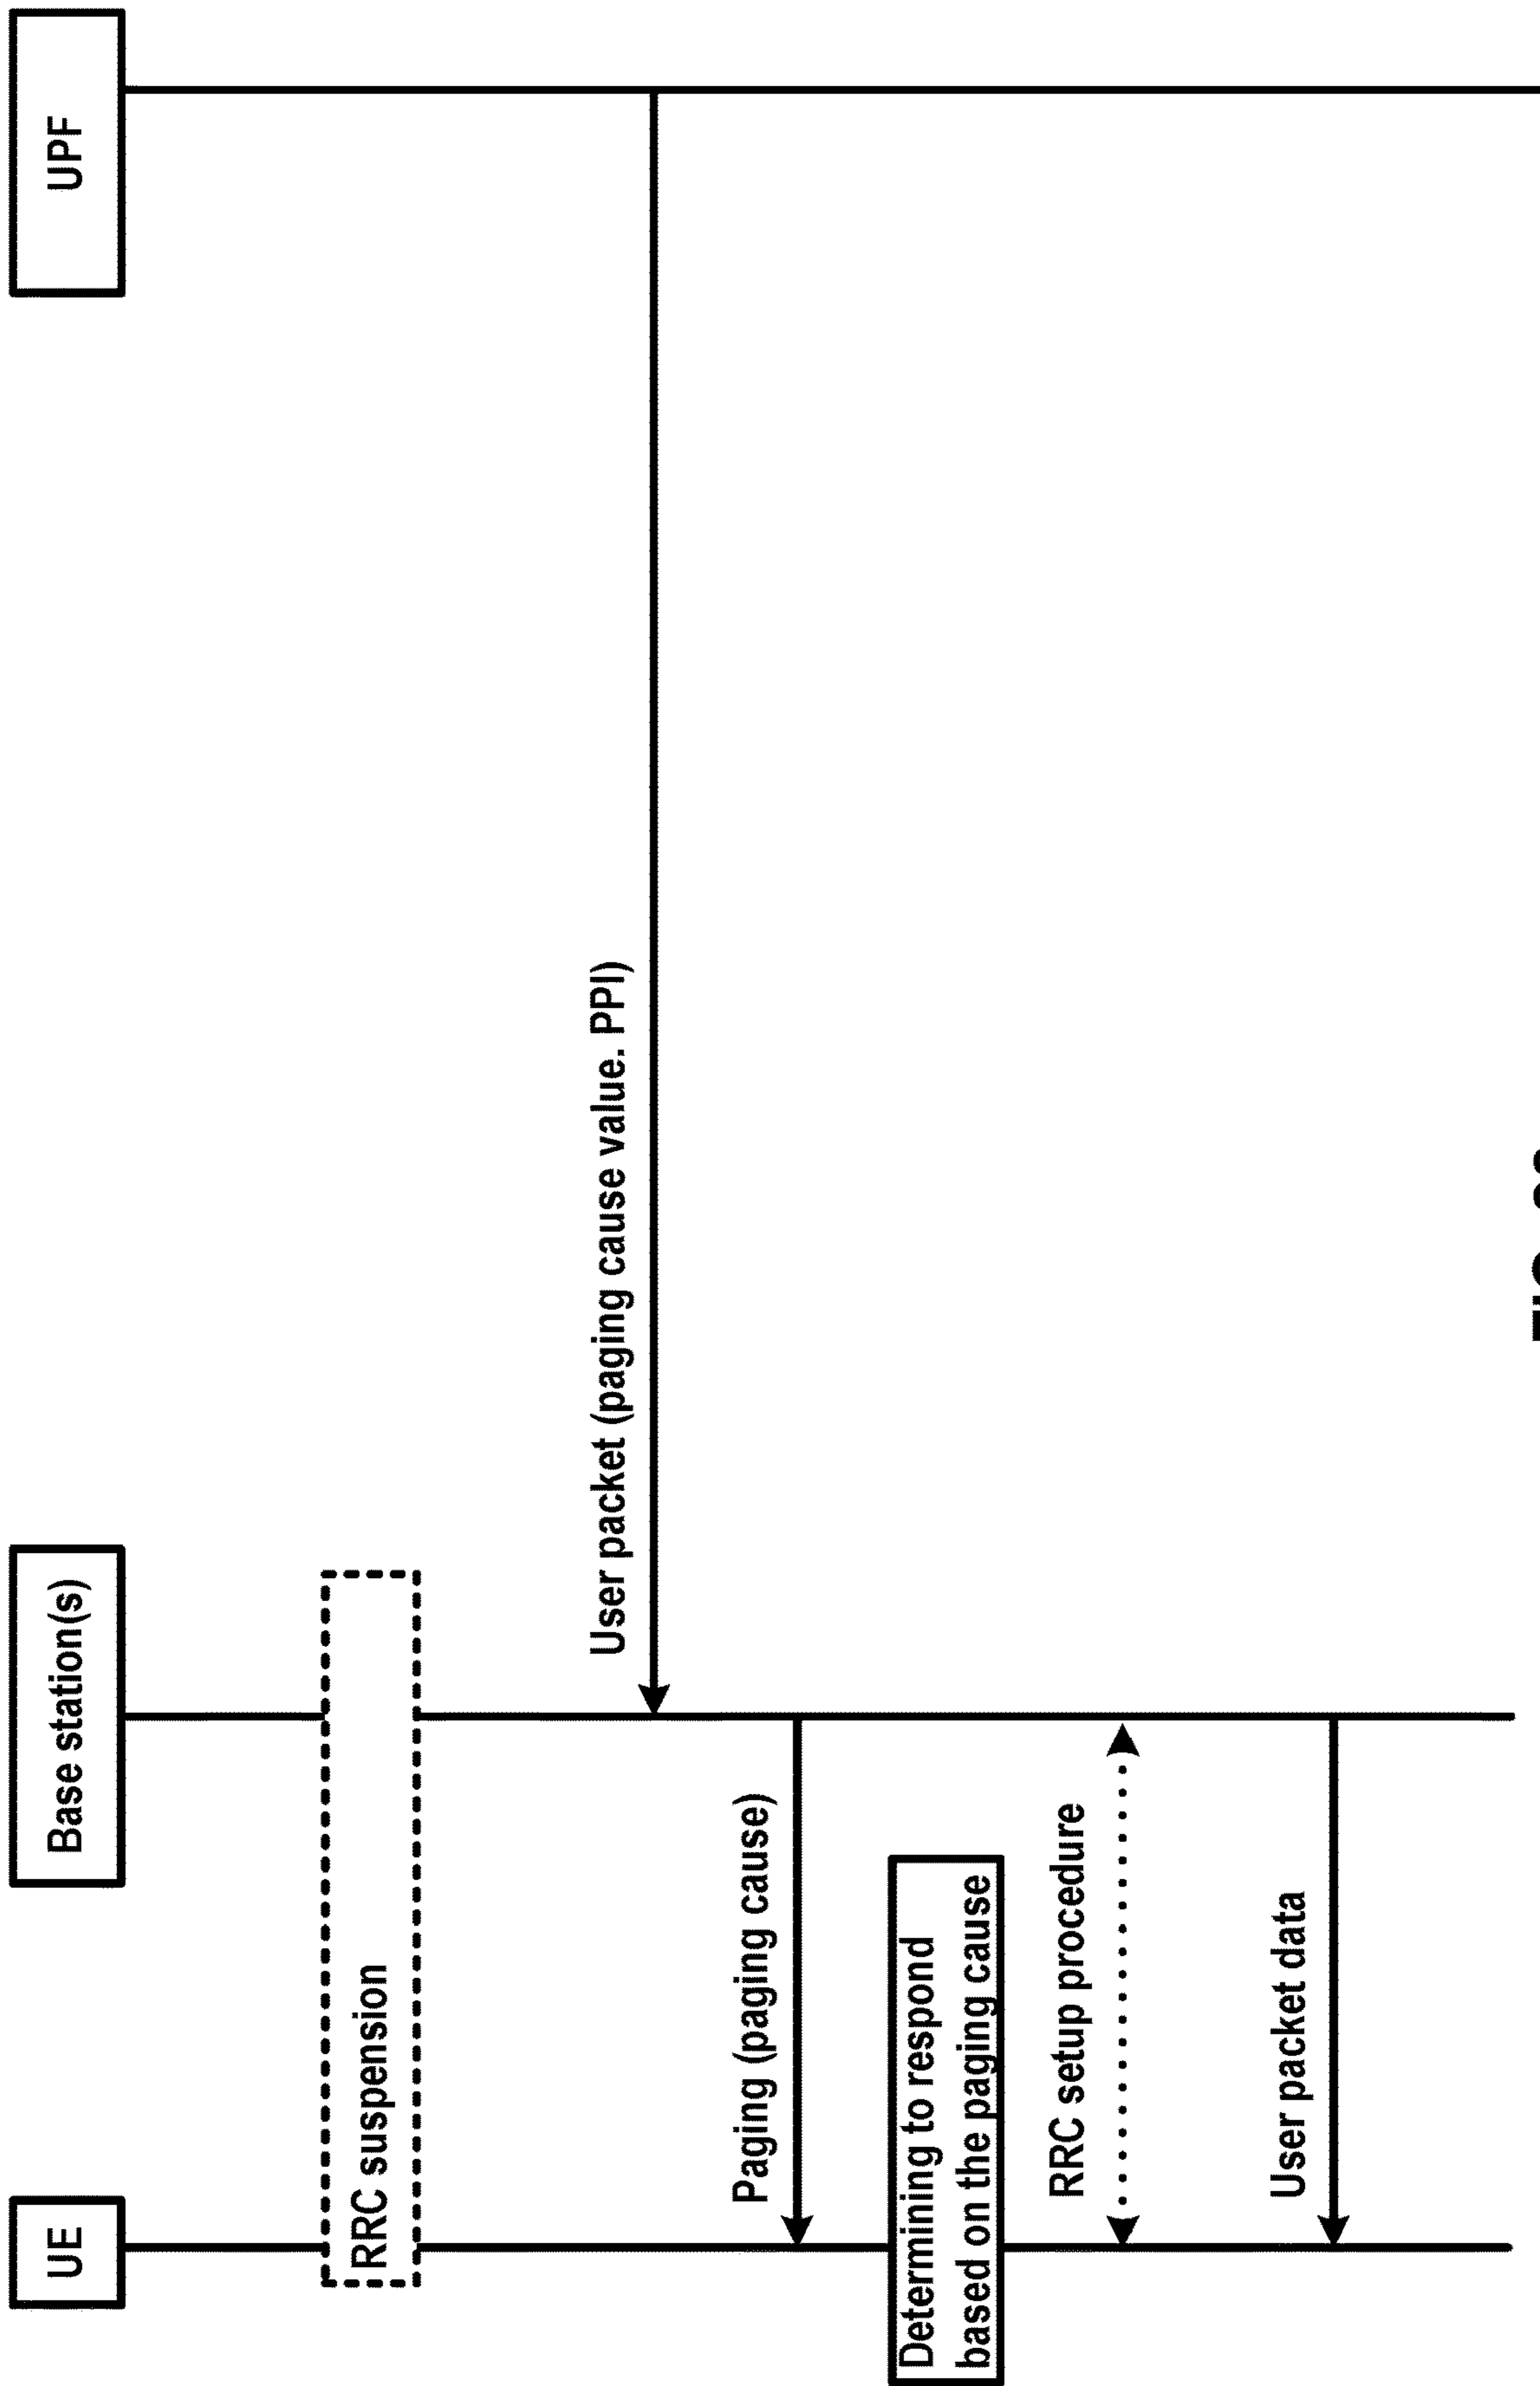 UE
Base station(s)
UPF
RRC suspension
User packet (paging cause value. PPI)
Paging (paging cause)
Determining to respond
based on the paging cause
RRC setup procedure
User packet data